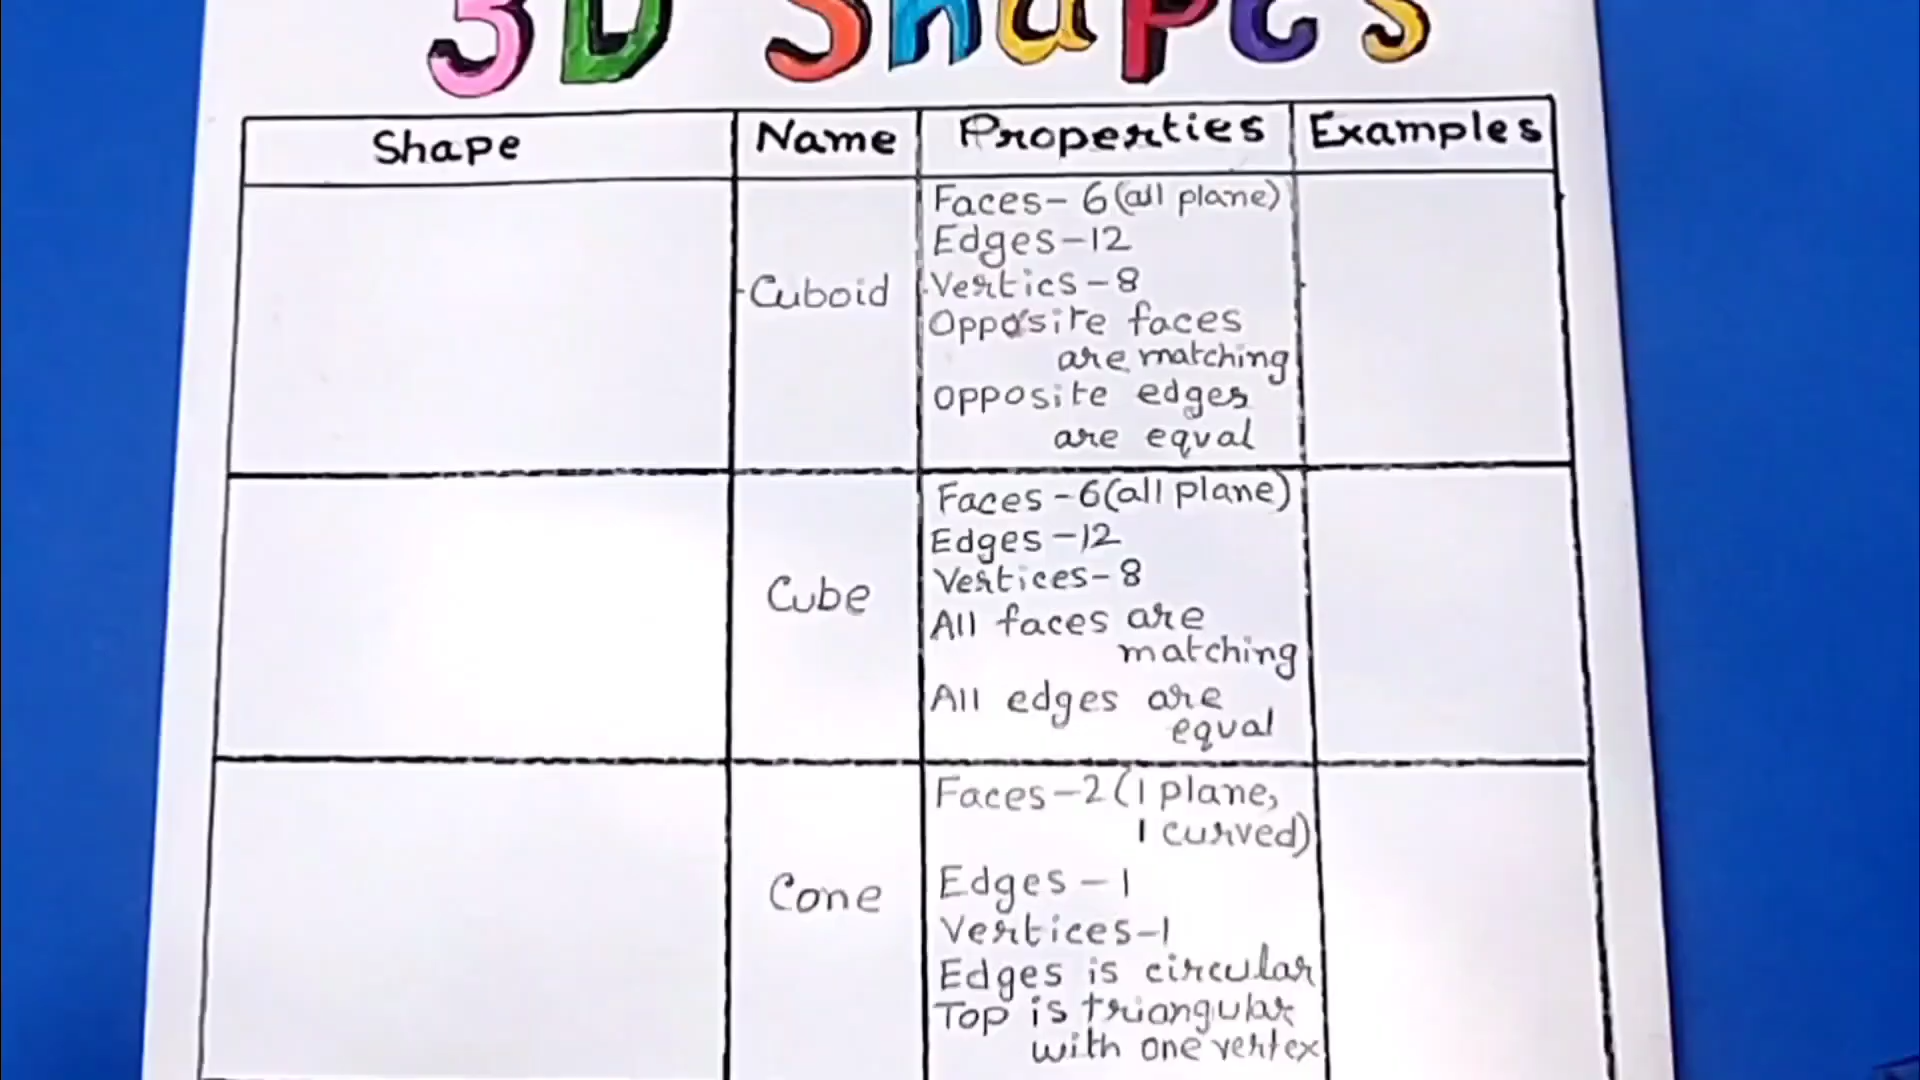 3D Shapes
Shape Name Properties Examples
Cuboid
Faces- 6 (all plane)
Edges-12
Vertics-8
Opposite faces
are matching
Opposite edges
are equal
Cube
Faces-6(all plane)
Edges-12
Vertices-8
All faces are
matching
All edges are
equal
Cone
Faces-2 (1 plane,
1 curved)
Edges-1
Vertices-1
Edges is circular
Top is triangular
with one vertex